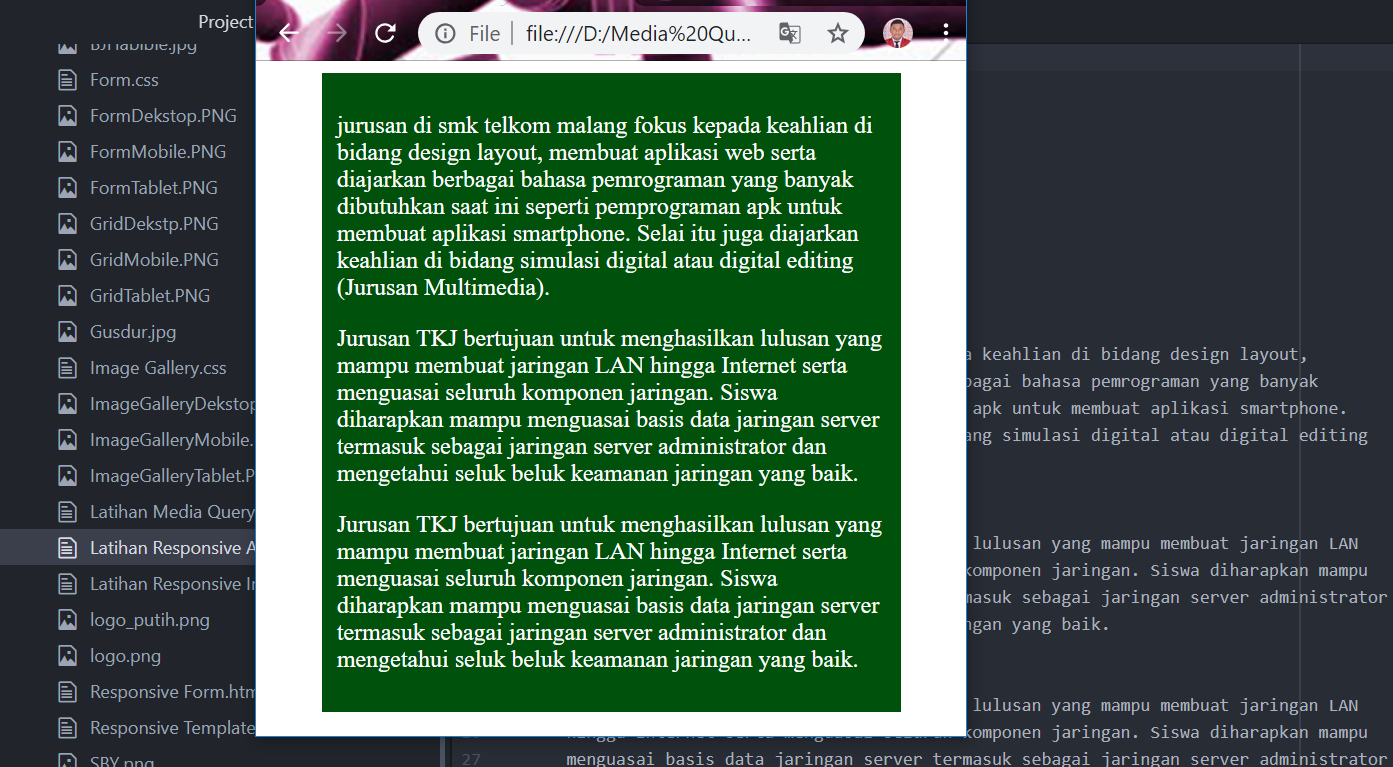 Project
BJHabibie.jpg
Form.css
FormDekstop.PNG
FormMobile.PNG
FormTablet.PNG
GridDekstp.PNG
GridMobile.PNG
GridTablet.PNG
Gusdur.jpg
Image Gallery.css
ImageGalleryDekstop
ImageGalleryMobile.
ImageGalleryTablet.P
Latihan Media Query
Latihan Responsive A
Latihan Responsive I
logo_putih.png
logo.png
Responsive Form.htm
Responsive Template
SBY.png
File file:///D:/Media%20Qu...
jurusan di smk telkom malang fokus kepada keahlian di
bidang design layout, membuat aplikasi web serta
diajarkan berbagai bahasa pemrograman yang banyak
dibutuhkan saat ini seperti pemprograman apk untuk
membuat aplikasi smartphone. Selai itu juga diajarkan
keahlian di bidang simulasi digital atau digital editing
(Jurusan Multimedia).
Jurusan TKJ bertujuan untuk menghasilkan lulusan yang
mampu membuat jaringan LAN hingga Internet serta
menguasai seluruh komponen jaringan. Siswa
diharapkan mampu menguasai basis data jaringan server
termasuk sebagai jaringan server administrator dan
mengetahui seluk beluk keamanan jaringan yang baik.
Jurusan TKJ bertujuan untuk menghasilkan lulusan yang
mampu membuat jaringan LAN hingga Internet serta
menguasai seluruh komponen jaringan. Siswa
diharapkan mampu menguasai basis data jaringan server
termasuk sebagai jaringan server administrator dan
mengetahui seluk beluk keamanan jaringan yang baik.
a keahlian di bidang design layout,
bagai bahasa pemrograman yang banyak
apk untuk membuat aplikasi smartphone.
ang simulasi digital atau digital editing
lulusan yang mampu membuat jaringan LAN
komponen jaringan. Siswa diharapkan mampu
masuk sebagai jaringan server administrator
ngan yang baik.
lulusan yang mampu membuat jaringan LAN
hingga Internet serta menguasai seluruh komponen jaringan. Siswa diharapkan mampu
27 menguasai basis data jaringan server termasuk sebagai jaringan server administrator